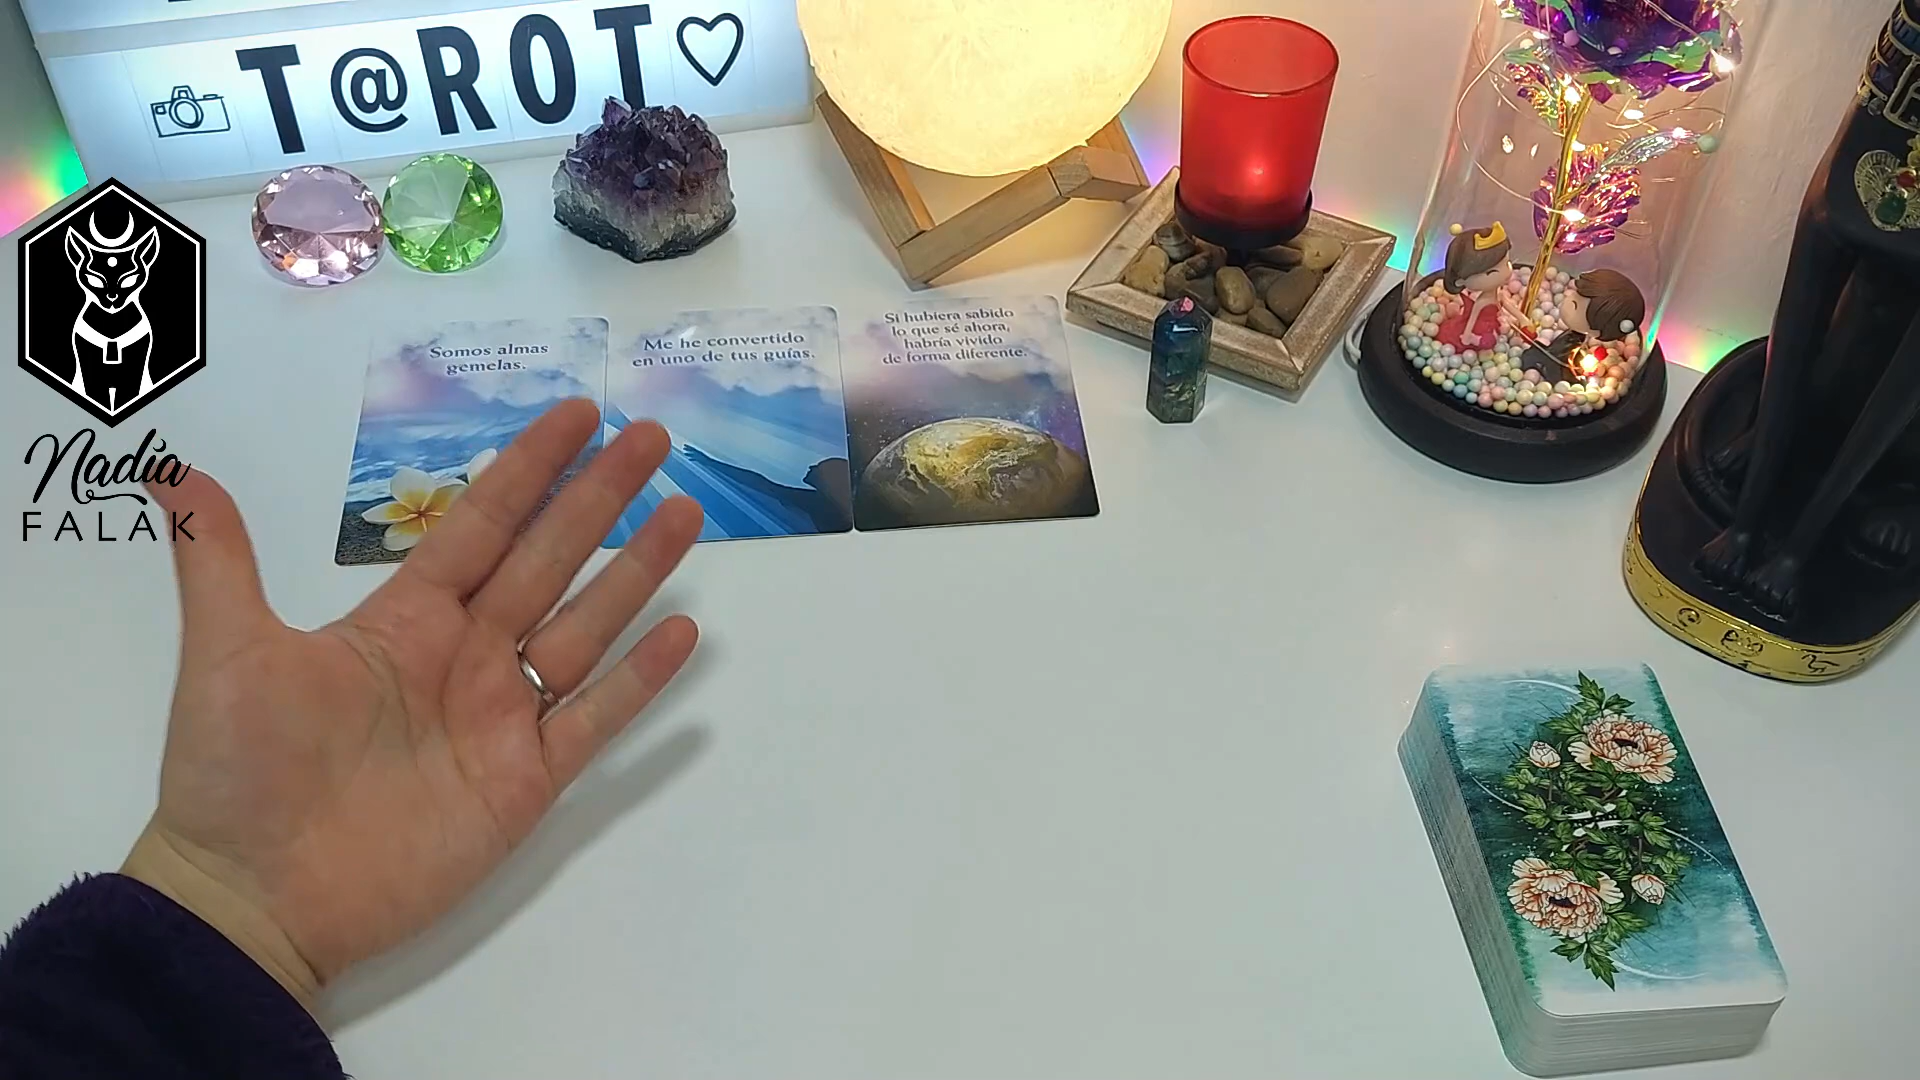 T@ROT
Nadia
FALAK
Somos almas
gemelas.
Me he convertido
en uno de tus guías.
Si hubiera sabido
lo que sé ahora,
habría vivido
de forma diferente.